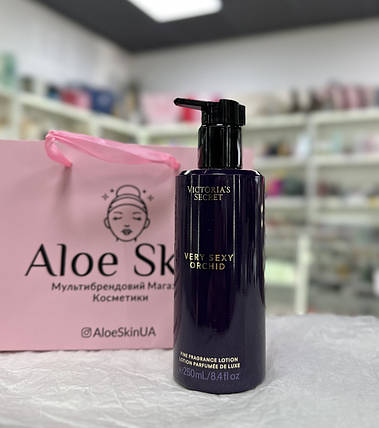 Aloe Sk
Мультибрендовий Мага
Косметики
AloeSkinUA
VICTORIA'S
SECRET
VERY SEXY
ORCHID
FINE FRAGRANCE LOTION
LOTION PARFUMÉE DE LUXE
250mL/8.4 fl oz